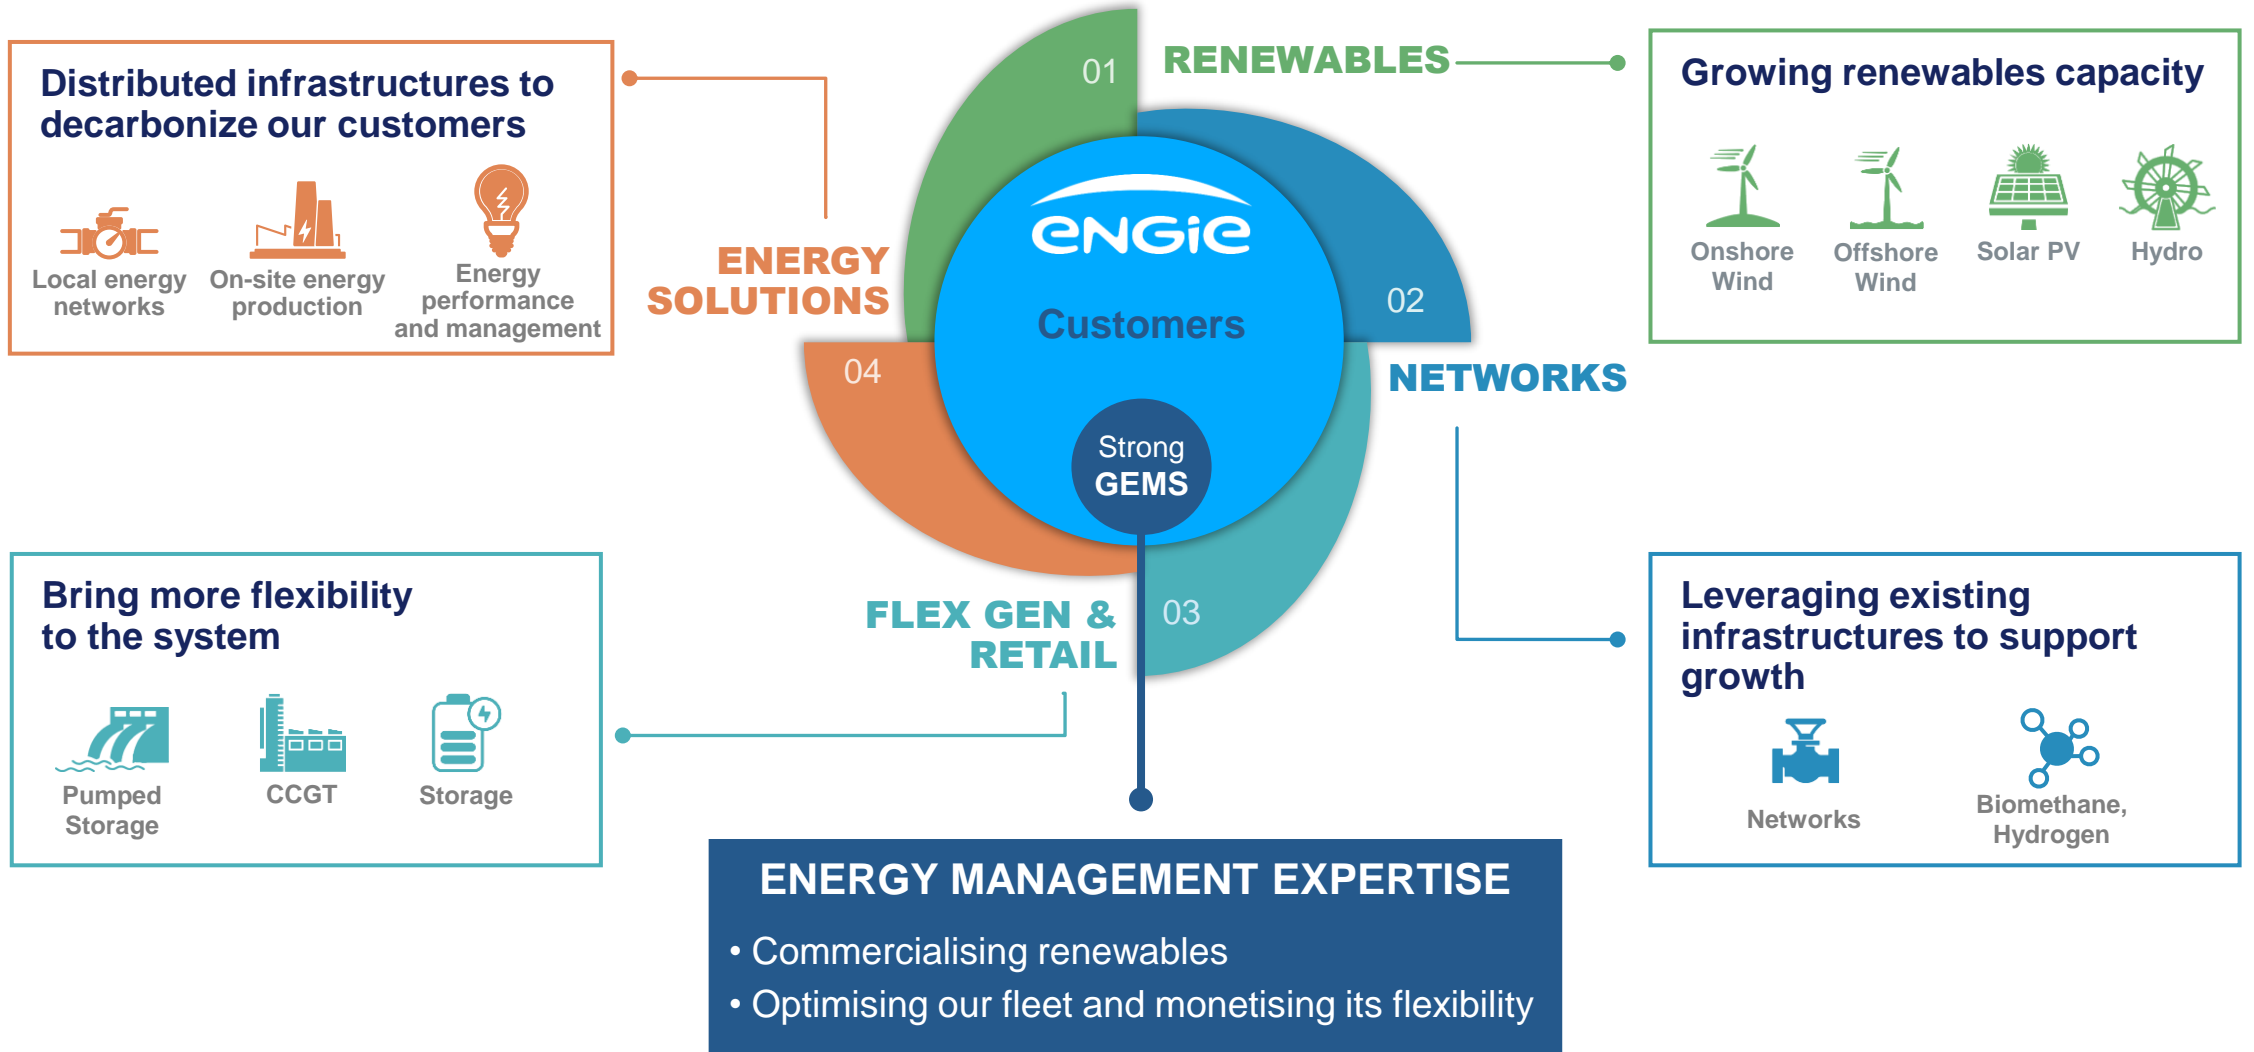 Distributed infrastructures to
decarbonize our customers
Local energy
networks
On-site energy
production
Energy
performance
and management
01
RENEWABLES
Growing renewables capacity
Onshore
Wind
Offshore
Wind
Solar PV
Hydro
ENGIE
Customers
ENERGY
SOLUTIONS
02
NETWORKS
04
Strong
GEMS
FLEX GEN &
RETAIL
03
Bring more flexibility
to the system
Pumped
Storage
CCGT
Storage
Leveraging existing
infrastructures to support
growth
Networks
Biomethane,
Hydrogen
ENERGY MANAGEMENT EXPERTISE
• Commercialising renewables
• Optimising our fleet and monetising its flexibility